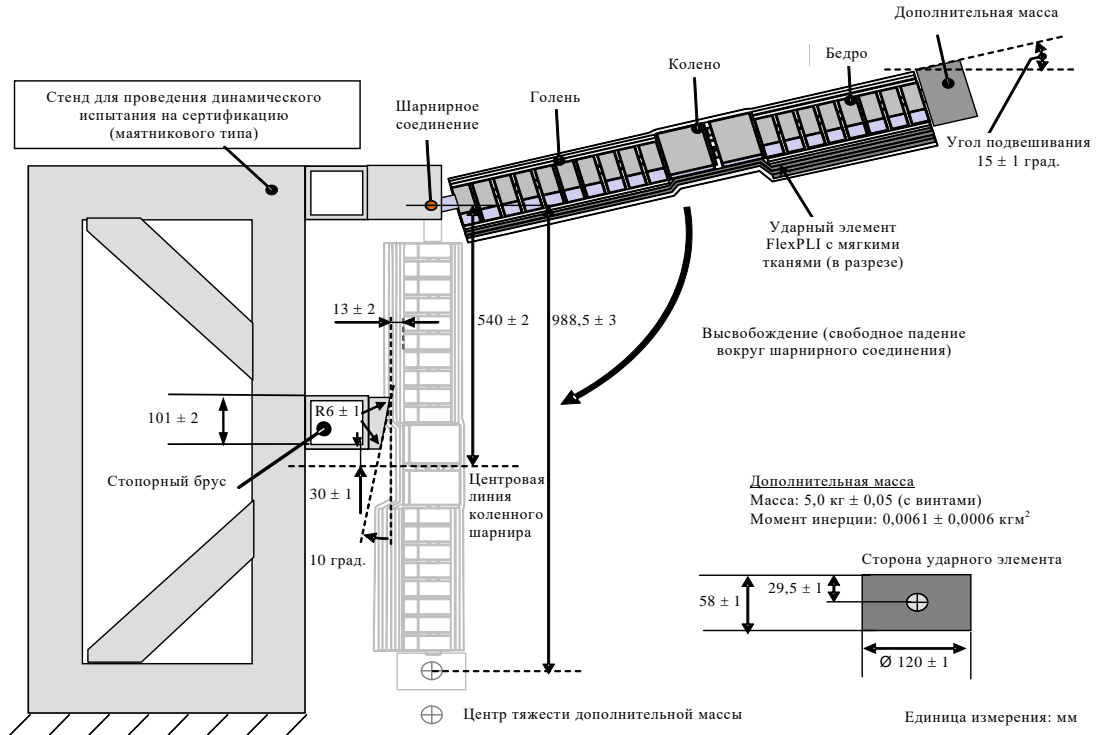 Дополнительная масса
Бедро
Колено
Голень
Шарнирное
соединение
Стенд для проведения динамического
испытания на сертификацию
(маятникового типа)
Угол подвешивания
15 ± 1 град.
Ударный элемент
FlexPLI с мягкими
тканями (в разрезе)
13 ± 2
540 ± 2
988,5 ± 3
Высвобождение (свободное падение
вокруг шарнирного соединения)
101 ± 2
R6 ± 1
Стопорный брус
30 ± 1
10 град.
Центровая
линия
коленного
шарнира
Дополнительная масса
Масса: 5,0 кг ± 0,05 (с винтами)
Момент инерции: 0,0061 ± 0,0006 кгм²
Сторона ударного элемента
29,5 ± 1
58 ± 1
Ø 120 ± 1
Центр тяжести дополнительной массы
Единица измерения: мм